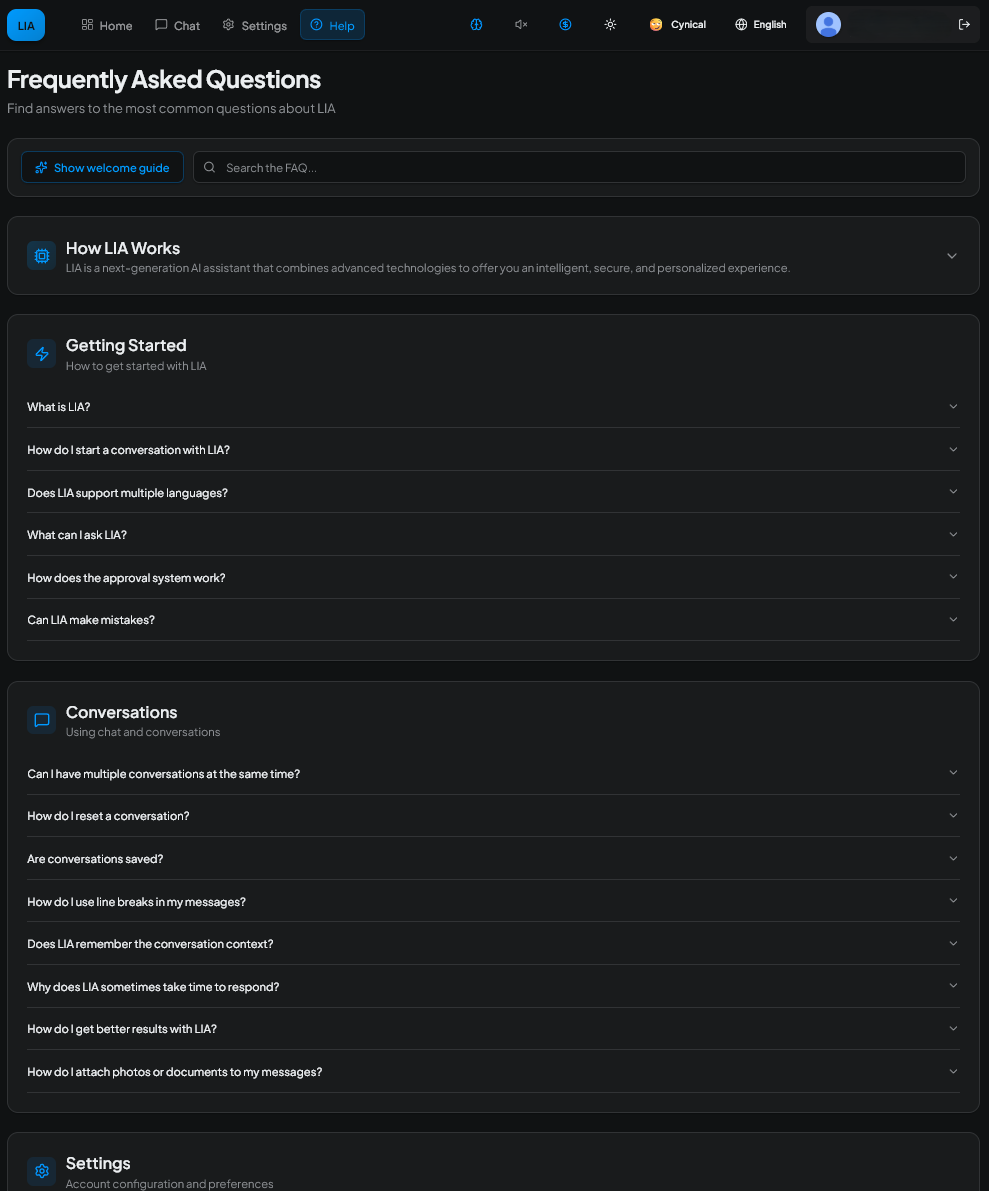 LIA
Home
Chat
Settings
Help
Cynical
English
Frequently Asked Questions
Find answers to the most common questions about LIA
Show welcome guide
Search the FAQ...
How LIA Works
LIA is a next-generation AI assistant that combines advanced technologies to offer you an intelligent, secure, and personalized experience.
Getting Started
How to get started with LIA
What is LIA?
How do I start a conversation with LIA?
Does LIA support multiple languages?
What can I ask LIA?
How does the approval system work?
Can LIA make mistakes?
Conversations
Using chat and conversations
Can I have multiple conversations at the same time?
How do I reset a conversation?
Are conversations saved?
How do I use line breaks in my messages?
Does LIA remember the conversation context?
Why does LIA sometimes take time to respond?
How do I get better results with LIA?
How do I attach photos or documents to my messages?
Settings
Account configuration and preferences